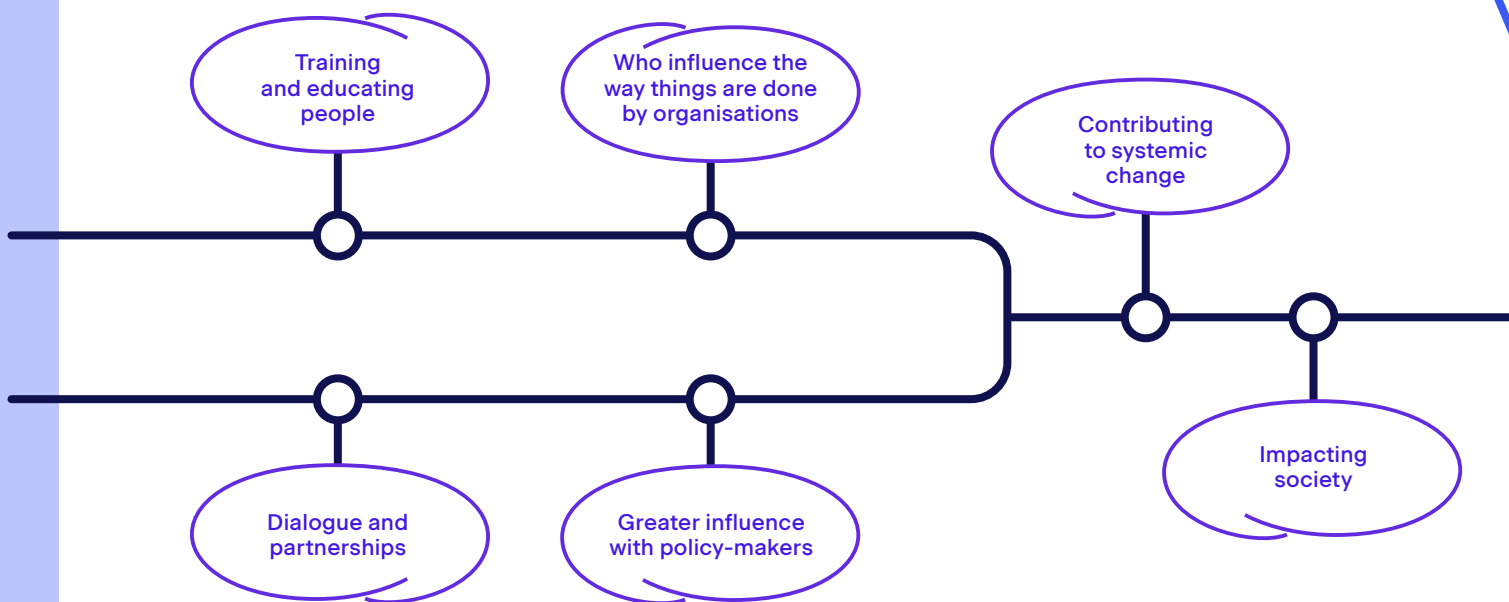 Training
and educating
people
Who influence the
way things are done
by organisations
Contributing
to systemic
change
Dialogue and
partnerships
Greater influence
with policy-makers
Impacting
society